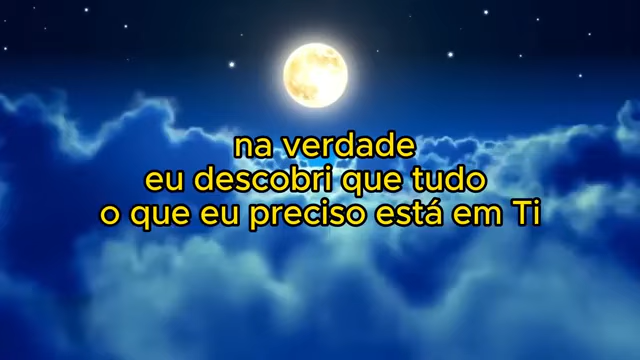 na verdade
eu descobri que tudo
o que eu preciso está em Ti